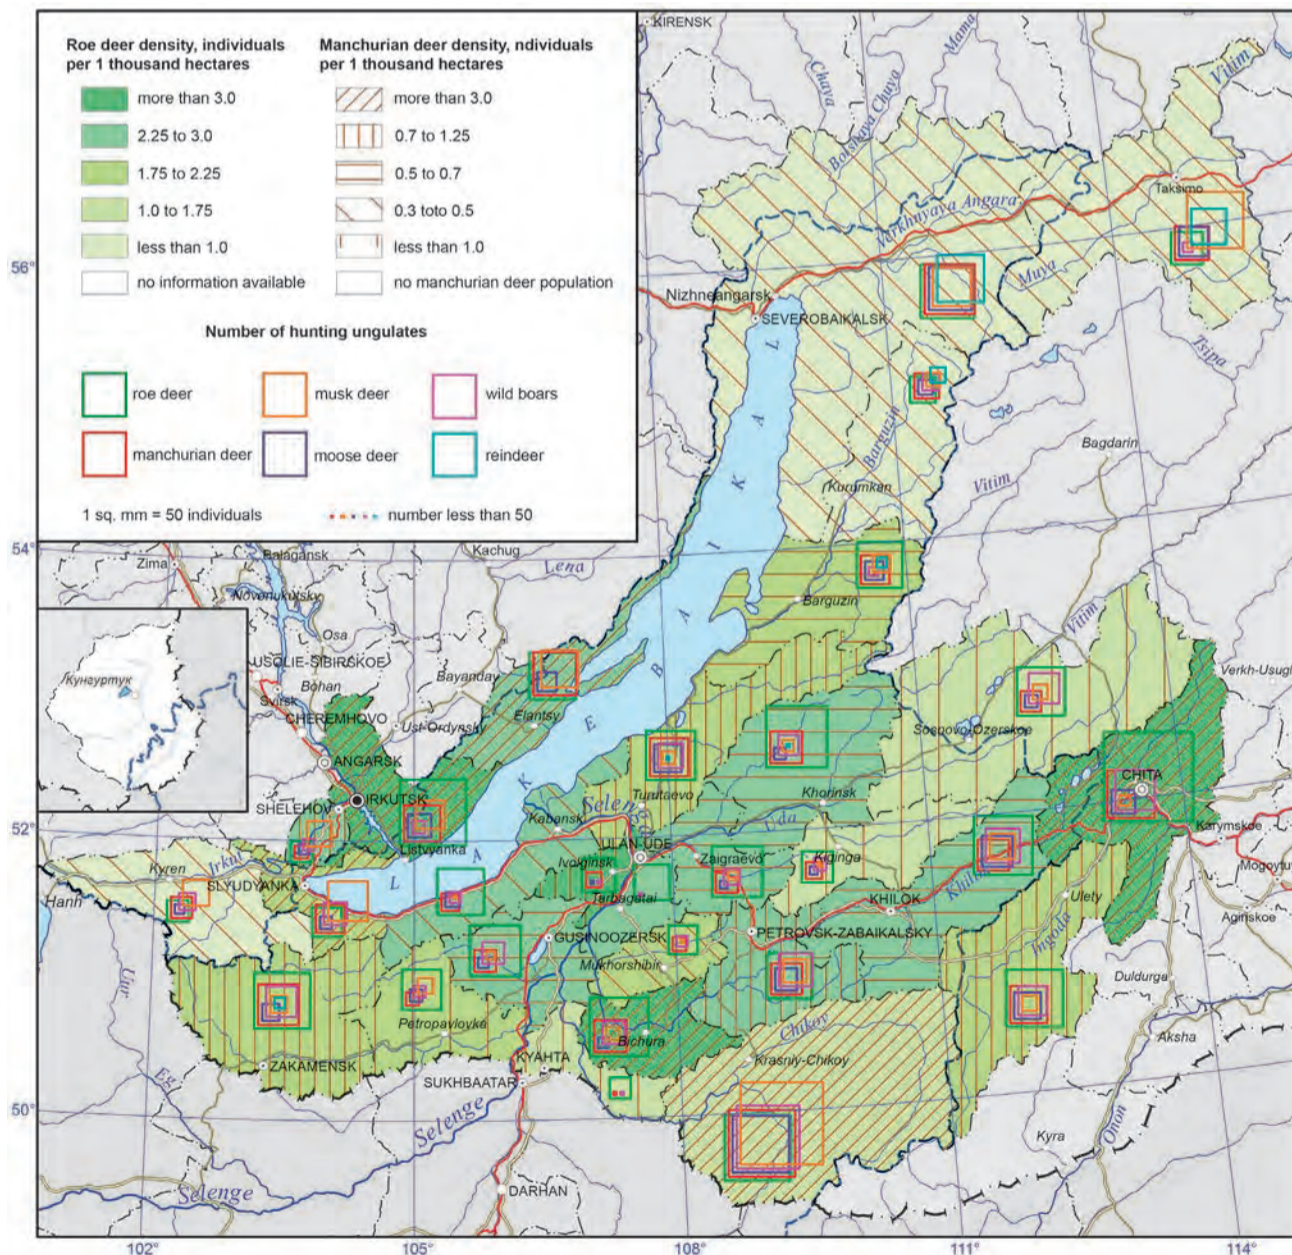 Roe deer density, individuals
per 1 thousand hectares
more than 3.0
2.25 to 3.0
1.75 to 2.25
1.0 to 1.75
less than 1.0
no information available
Manchurian deer density, ndividuals
per 1 thousand hectares
more than 3.0
0.7 to 1.25
0.5 to 0.7
0.3 toto 0.5
less than 1.0
no manchurian deer population
Number of hunting ungulates
roe deer
musk deer
wild boars
manchurian deer
moose deer
reindeer
1 sq. mm = 50 individuals
number less than 50
KIRENSK
Chaya
Bolshaya Chuya
Mama
Vitim
Taksimo
Verkhnyaya Angara
56°
Muya
Nizhneangarsk
SEVEROBAIKALSK
Tsipa
Barguzin
Bagdarin
Kurumkan
Vitim
54°
Zima
Balagansk
Kachug
Lena
Novonukutsky
Barguzin
Osa
Кунгуртук
USOLIE-SIBIRSKOE
Bohan
Bayanday
Vitim
Verkh-Usugli
Svirsk
CHEREMHOVO
Ust-Ordynsky
Elantsy
Sosnovo-Ozerskoe
ANGARSK
CHITA
SHELEHOV
IRKUTSK
Turutaevo
Khorinsk
52°
Listvyanka
Kabansk
Selenga
Uda
Karymskoe
Kyren
Irkut
Ivolginsk
ULAN-UDE
Zaigraevo
Kiginga
Mogoytuy
SLYUDYANKA
LAKE BAIKAL
Hanh
Tarbagatai
KHILOK
Khilok
Ulety
Aginskoe
GUSINOOZERSK
PETROVSK-ZABAIKALSKY
Ingoda
Mukhorshibir
Uur
Duldurga
Petropavlovka
Bichura
Chikoy
Aksha
ZAKAMENSK
KYAHTA
Krasniy-Chikoy
Eg
SUKHBAATAR
50°
Selenge
Kyra
Onon
Selenge
DARHAN
102°
105°
108°
111°
114°